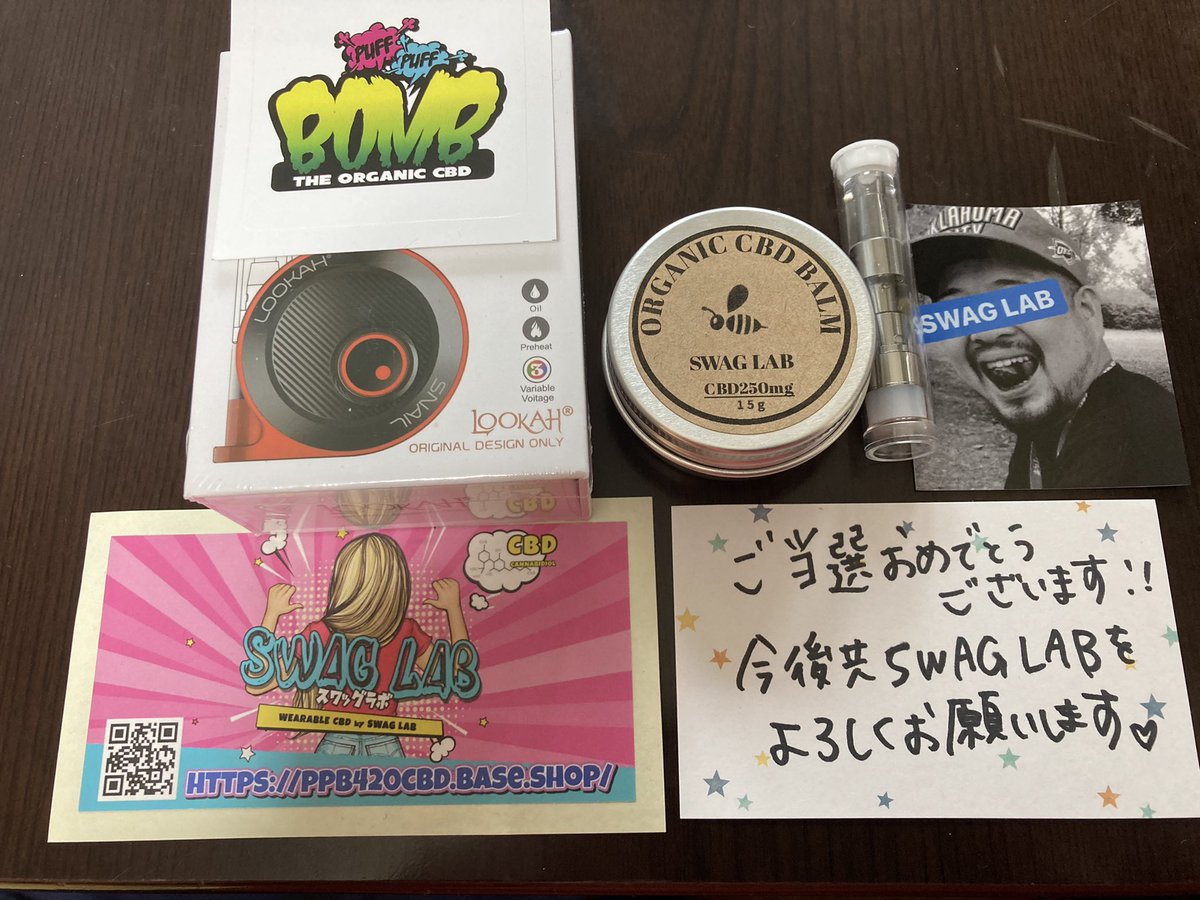 PUFF
PUFF
BOMB
THE ORGANIC CBD
LOOKAH®
SNAIL
Oil
Preheat
3
Variable
Voltage
LOOKAH®
ORIGINAL DESIGN ONLY
ORGANIC CBD BALM
SWAG LAB
CBD250mg
15g
KLAHOMA
CITY
SWAG LAB
CBD
CBD
CANNABIDIOL
SWAG LAB
スワッグラボ
WEARABLE CBD by SWAG LAB
HTTPS://PPB420CBD.BASE.SHOP/
ご当選おめでとう
ございます!!
今後共SWAG LABを
よろしくお願いします♡